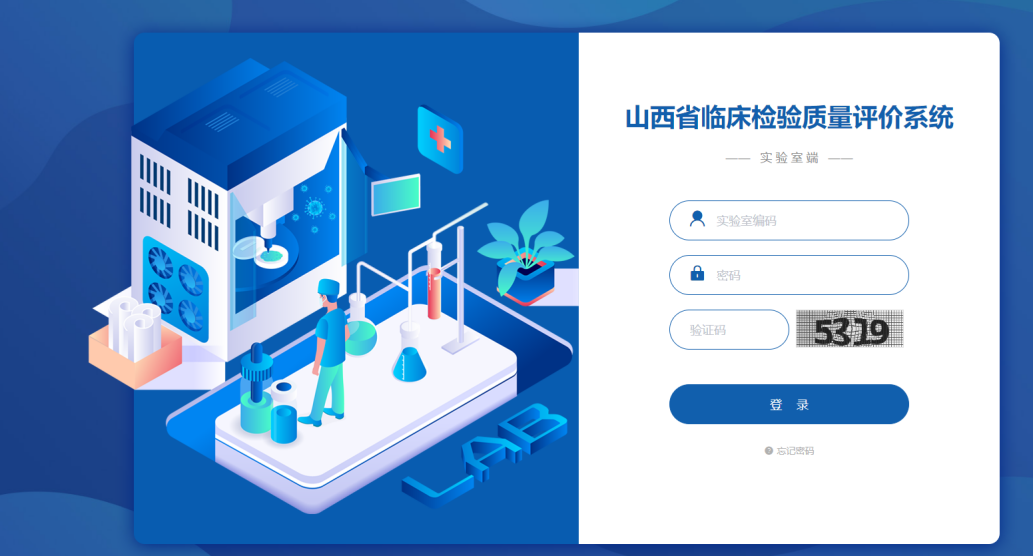 山西省临床检验质量评价系统
—— 实验室端 ——
实验室编码
密码
验证码
5319
登 录
忘记密码
LAB